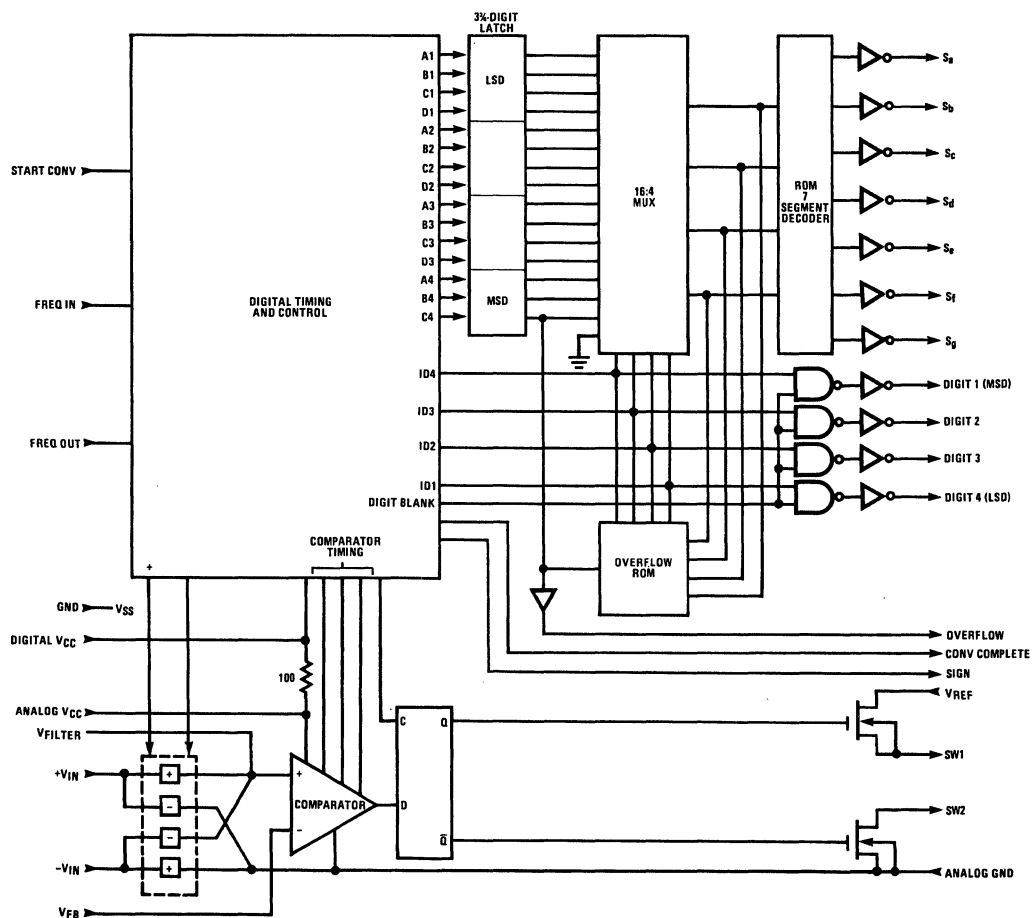 3¾-DIGIT
LATCH
A1
B1
C1
D1
A2
B2
C2
D2
A3
B3
C3
D3
A4
B4
C4
LSD
MSD
16:4
MUX
ROM
7
SEGMENT
DECODER
Sa
Sb
Sc
Sd
Se
Sf
Sg
START CONV
FREQ IN
FREQ OUT
DIGITAL TIMING
AND CONTROL
ID4
ID3
ID2
ID1
DIGIT BLANK
DIGIT 1 (MSD)
DIGIT 2
DIGIT 3
DIGIT 4 (LSD)
COMPARATOR
TIMING
OVERFLOW
ROM
+
GND
VSS
DIGITAL VCC
100
ANALOG VCC
VFILTER
+VIN
-VIN
VFB
+
-
-
+
+
-
COMPARATOR
C
D
Q
Q̅
OVERFLOW
CONV COMPLETE
SIGN
VREF
SW1
SW2
ANALOG GND